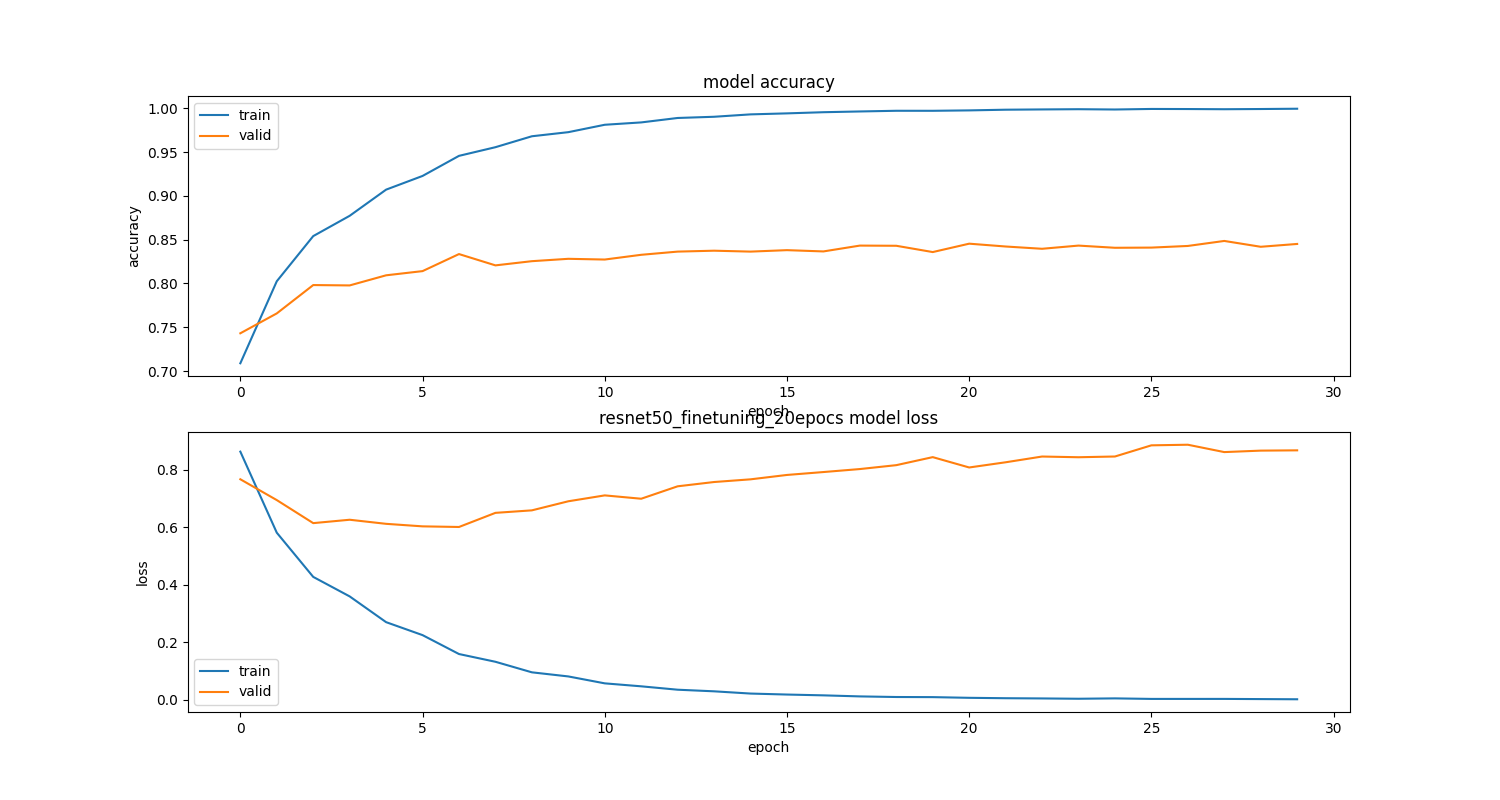 model accuracy
train
valid
1.00
0.95
0.90
0.85
0.80
0.75
0.70
accuracy
0 5 10 15 20 25 30
epoch
resnet50_finetuning_20epocs model loss
0.8
0.6
0.4
0.2
0.0
loss
train
valid
0 5 10 15 20 25 30
epoch